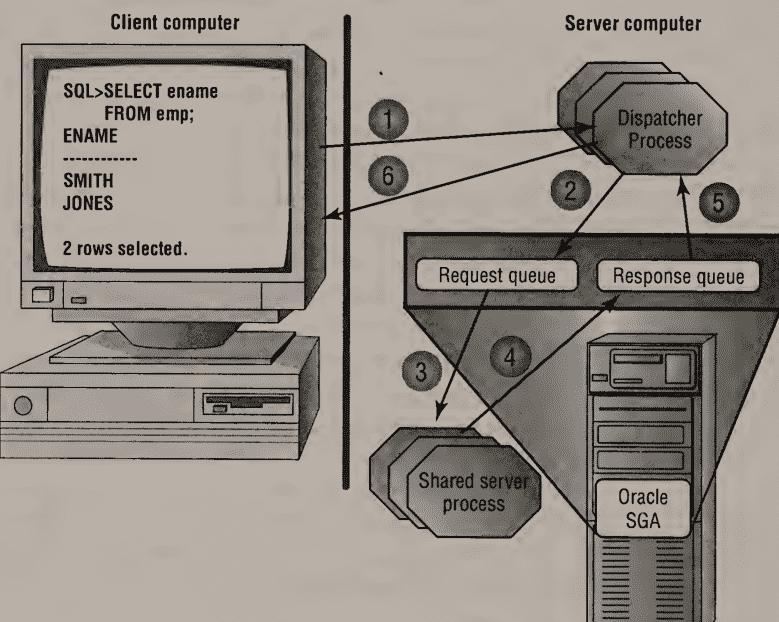 Client computer
Server computer
SQL>SELECT ename
FROM emp;
ENAME
------------
SMITH
JONES
2 rows selected.
1
6
Dispatcher
Process
2
5
Request queue
Response queue
3
4
Shared server
process
Oracle
SGA